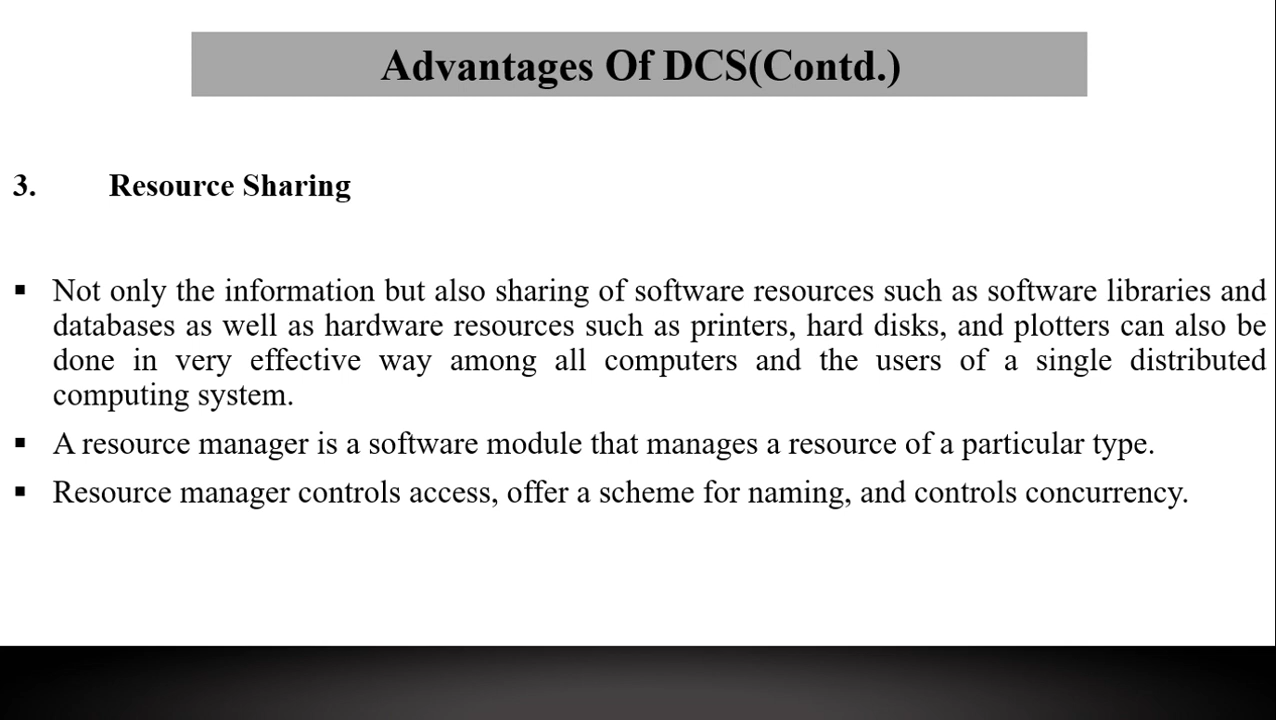 Advantages Of DCS(Contd.)
3. Resource Sharing
▪ Not only the information but also sharing of software resources such as software libraries and
databases as well as hardware resources such as printers, hard disks, and plotters can also be
done in very effective way among all computers and the users of a single distributed
computing system.
▪ A resource manager is a software module that manages a resource of a particular type.
▪ Resource manager controls access, offer a scheme for naming, and controls concurrency.